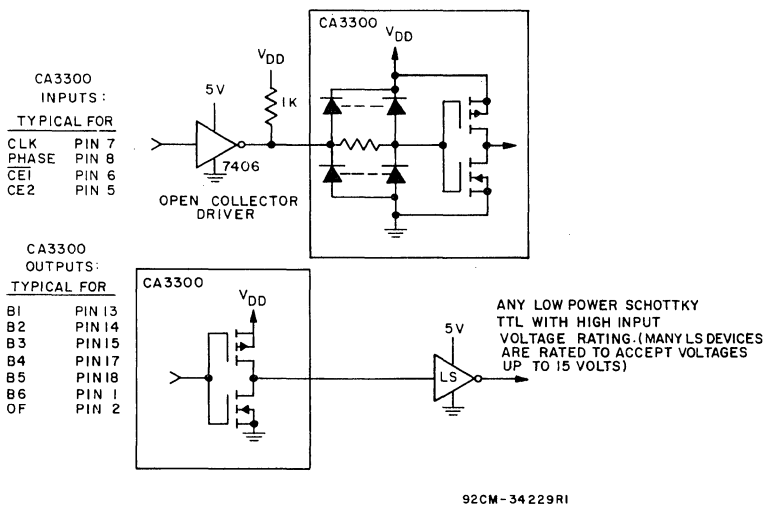 CA3300
INPUTS:
TYPICAL FOR
CLK PIN 7
PHASE PIN 8
CE1 PIN 6
CE2 PIN 5
5V
7406
OPEN COLLECTOR
DRIVER
VDD
1K
CA3300
VDD
CA3300
OUTPUTS:
TYPICAL FOR
B1 PIN 13
B2 PIN 14
B3 PIN 15
B4 PIN 17
B5 PIN 18
B6 PIN 1
OF PIN 2
CA3300
VDD
5V
LS
ANY LOW POWER SCHOTTKY
TTL WITH HIGH INPUT
VOLTAGE RATING.(MANY LS DEVICES
ARE RATED TO ACCEPT VOLTAGES
UP TO 15 VOLTS)
92CM-34229R1